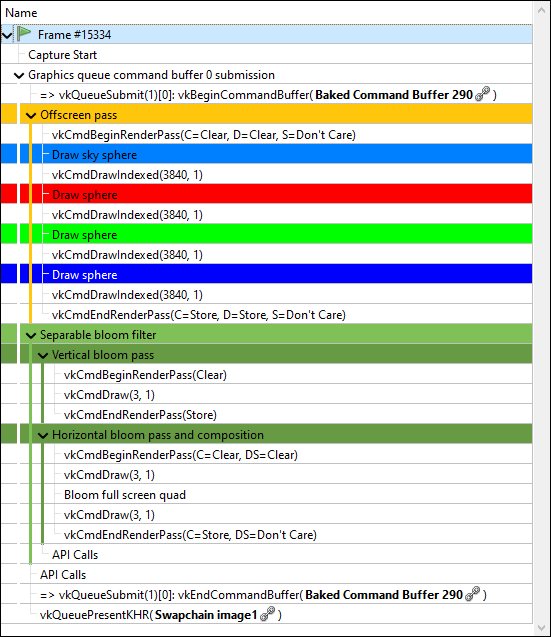 Name
Frame #15334
Capture Start
Graphics queue command buffer 0 submission
=> vkQueueSubmit(1)[0]: vkBeginCommandBuffer( Baked Command Buffer 290 )
Offscreen pass
vkCmdBeginRenderPass(C=Clear, D=Clear, S=Don't Care)
Draw sky sphere
vkCmdDrawIndexed(3840, 1)
Draw sphere
vkCmdDrawIndexed(3840, 1)
Draw sphere
vkCmdDrawIndexed(3840, 1)
Draw sphere
vkCmdDrawIndexed(3840, 1)
vkCmdEndRenderPass(C=Store, D=Store, S=Don't Care)
Separable bloom filter
Vertical bloom pass
vkCmdBeginRenderPass(Clear)
vkCmdDraw(3, 1)
vkCmdEndRenderPass(Store)
Horizontal bloom pass and composition
vkCmdBeginRenderPass(C=Clear, DS=Clear)
vkCmdDraw(3, 1)
Bloom full screen quad
vkCmdDraw(3, 1)
vkCmdEndRenderPass(C=Store, DS=Don't Care)
API Calls
API Calls
=> vkQueueSubmit(1)[0]: vkEndCommandBuffer( Baked Command Buffer 290 )
vkQueuePresentKHR( Swapchain image1 )